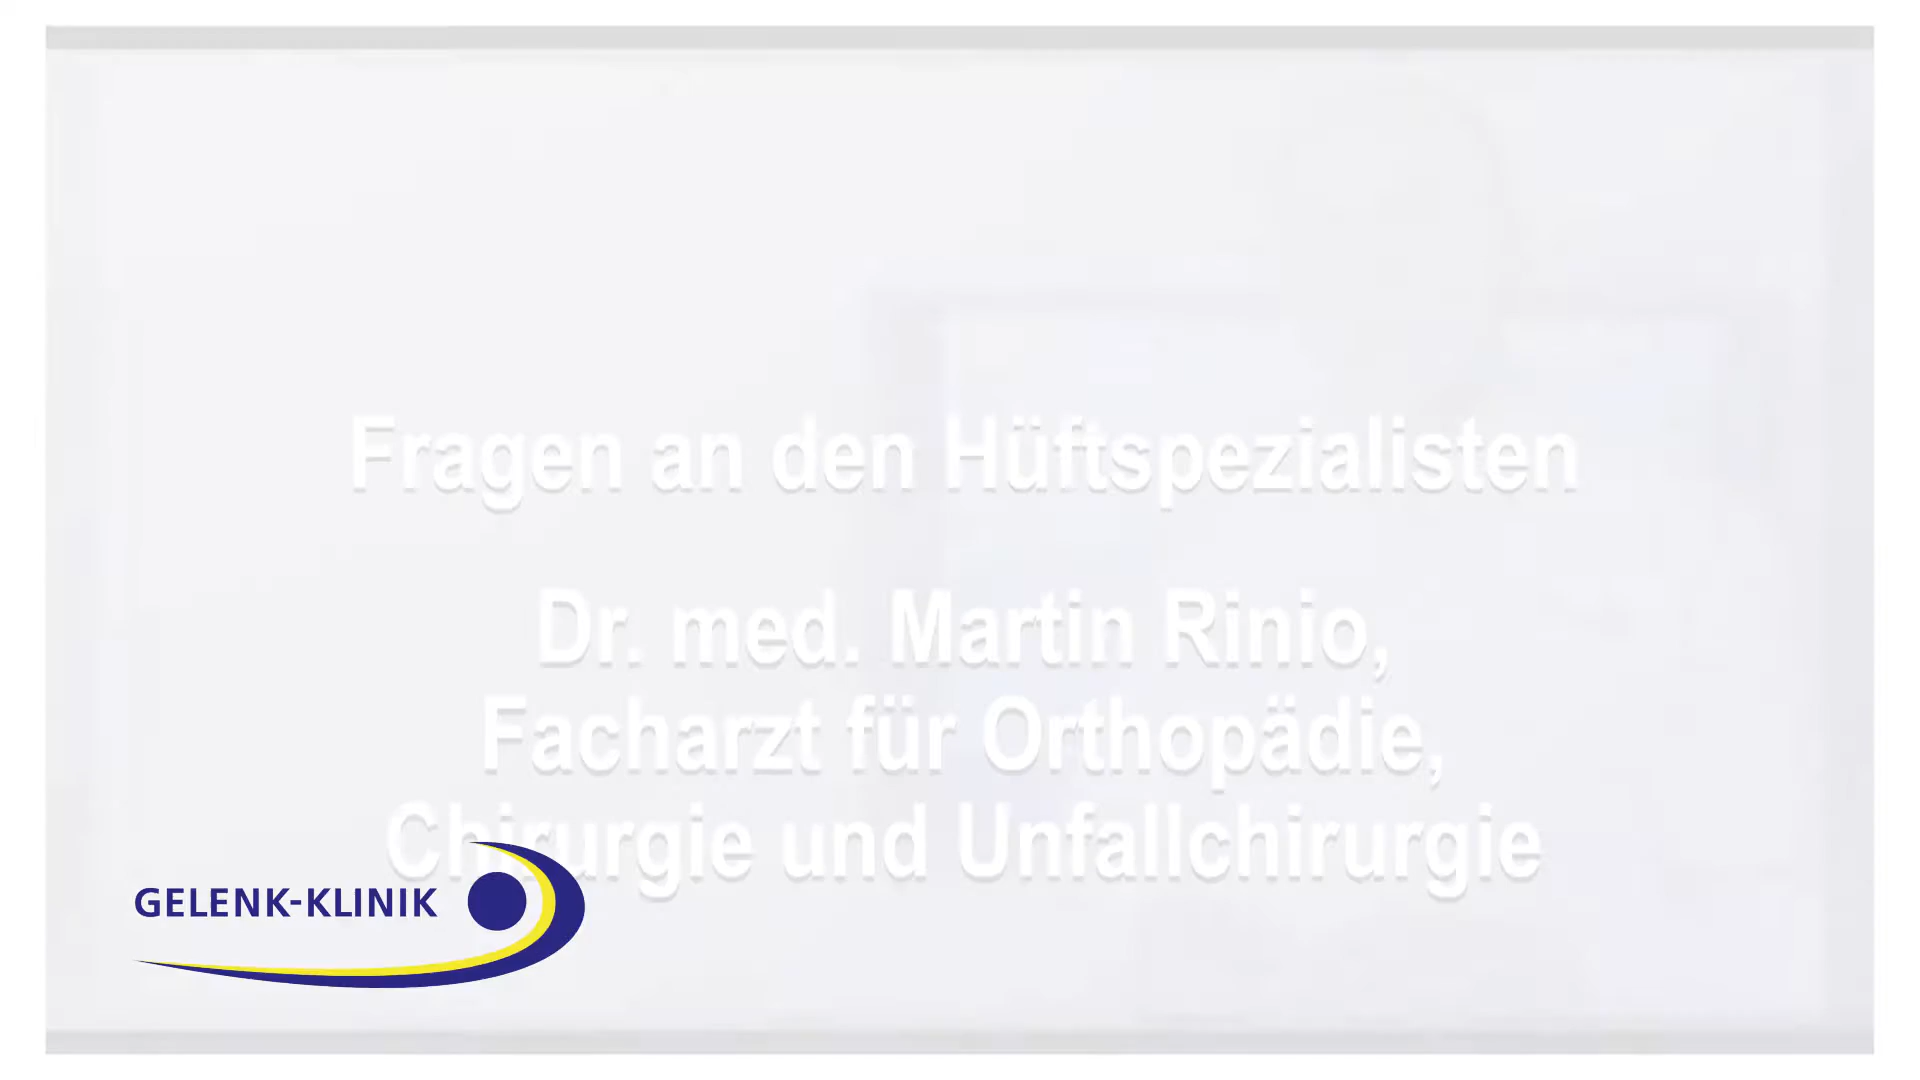 Fragen an den Hüftspezialisten
Dr. med. Martin Rinio,
Facharzt für Orthopädie,
Chirurgie und Unfallchirurgie
GELENK-KLINIK